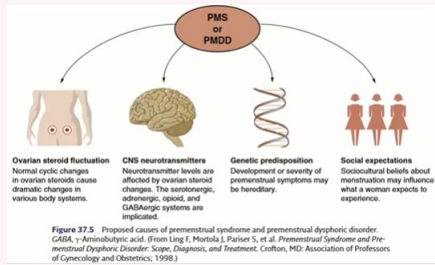 PMS
or
PMDD
Ovarian steroid fluctuation
Normal cyclic changes
in ovarian steroids cause
dramatic changes in
various body systems.
CNS neurotransmitters
Neurotransmitter levels are
affected by ovarian steroid
changes. The serotonergic,
adrenergic, opioid, and
GABAergic systems are
implicated.
Genetic predisposition
Development or severity of
premenstrual symptoms may
be hereditary.
Social expectations
Sociocultural beliefs about
menstruation may influence
what a woman expects to
experience.
Figure 37.5 Proposed causes of premenstrual syndrome and premenstrual dysphoric disorder.
GABA, γ-Aminobutyric acid. (From Ling F, Mortola J, Pariser S, et al. Premenstrual Syndrome and Pre-
menstrual Dysphoric Disorder: Scope, Diagnosis, and Treatment. Crofton, MD: Association of Professors
of Gynecology and Obstetrics; 1998.)